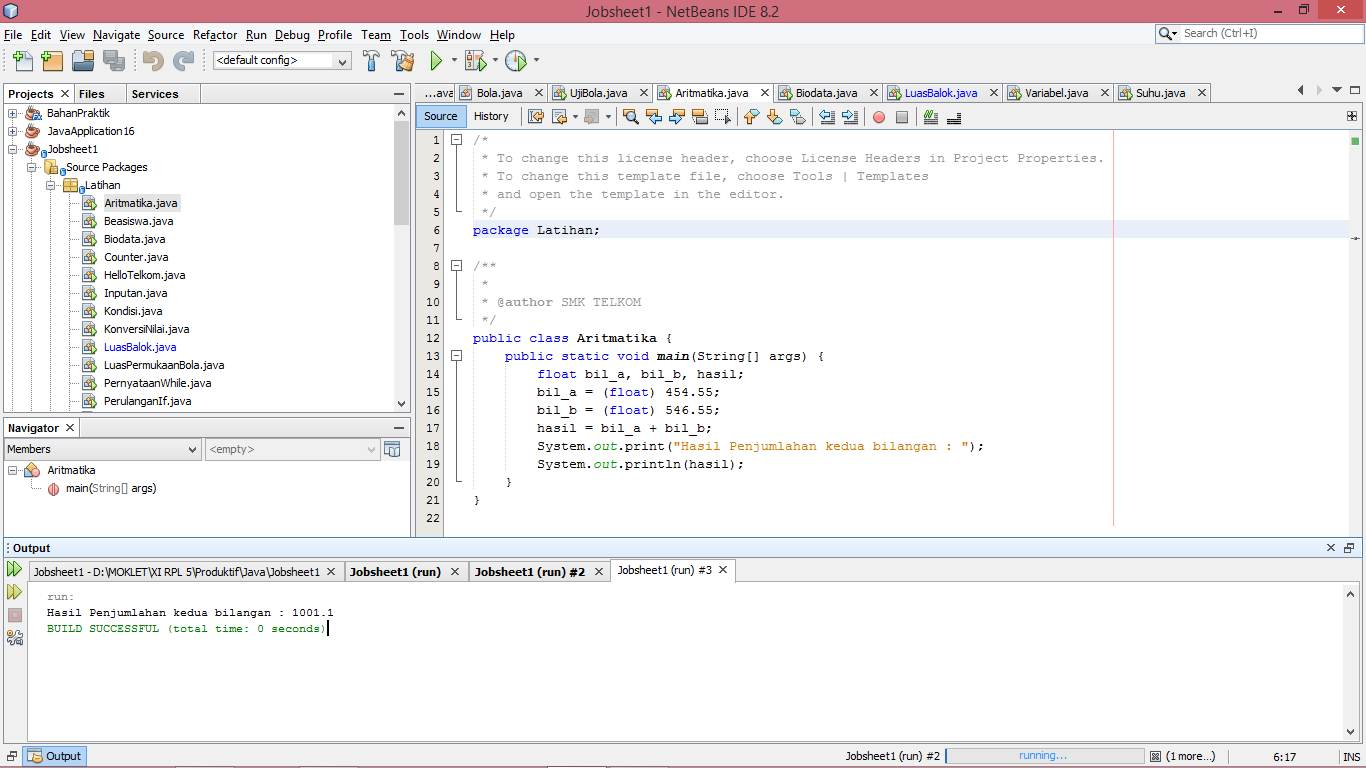 Jobsheet1 - NetBeans IDE 8.2
File Edit View Navigate Source Refactor Run Debug Profile Team Tools Window Help
Search (Ctrl+I)
<default config>
Projects Files Services
BahanPraktik
JavaApplication16
Jobsheet1
Source Packages
Latihan
Aritmatika.java
Beasiswa.java
Biodata.java
Counter.java
HelloTelkom.java
Inputan.java
Kondisi.java
KonversiNilai.java
LuasBalok.java
LuasPermukaanBola.java
PernyataanWhile.java
PerulanganIf.java
Navigator
Members
<empty>
Aritmatika
main(String[] args)
...ava Bola.java UjiBola.java Aritmatika.java Biodata.java LuasBalok.java Variabel.java Suhu.java
Source History
1 /*
2 * To change this license header, choose License Headers in Project Properties.
3 * To change this template file, choose Tools | Templates
4 * and open the template in the editor.
5 */
6 package Latihan;
7
8 /**
9 *
10 * @author SMK TELKOM
11 */
12 public class Aritmatika {
13 public static void main(String[] args) {
14 float bil_a, bil_b, hasil;
15 bil_a = (float) 454.55;
16 bil_b = (float) 546.55;
17 hasil = bil_a + bil_b;
18 System.out.print("Hasil Penjumlahan kedua bilangan : ");
19 System.out.println(hasil);
20 }
21 }
22
Output
Jobsheet1 - D:\MOKLET\XI RPL 5\Produktif\Java\Jobsheet1 Jobsheet1 (run) Jobsheet1 (run) #2 Jobsheet1 (run) #3
run:
Hasil Penjumlahan kedua bilangan : 1001.1
BUILD SUCCESSFUL (total time: 0 seconds)
Output
Jobsheet1 (run) #2 running... (1 more...) 6:17 INS